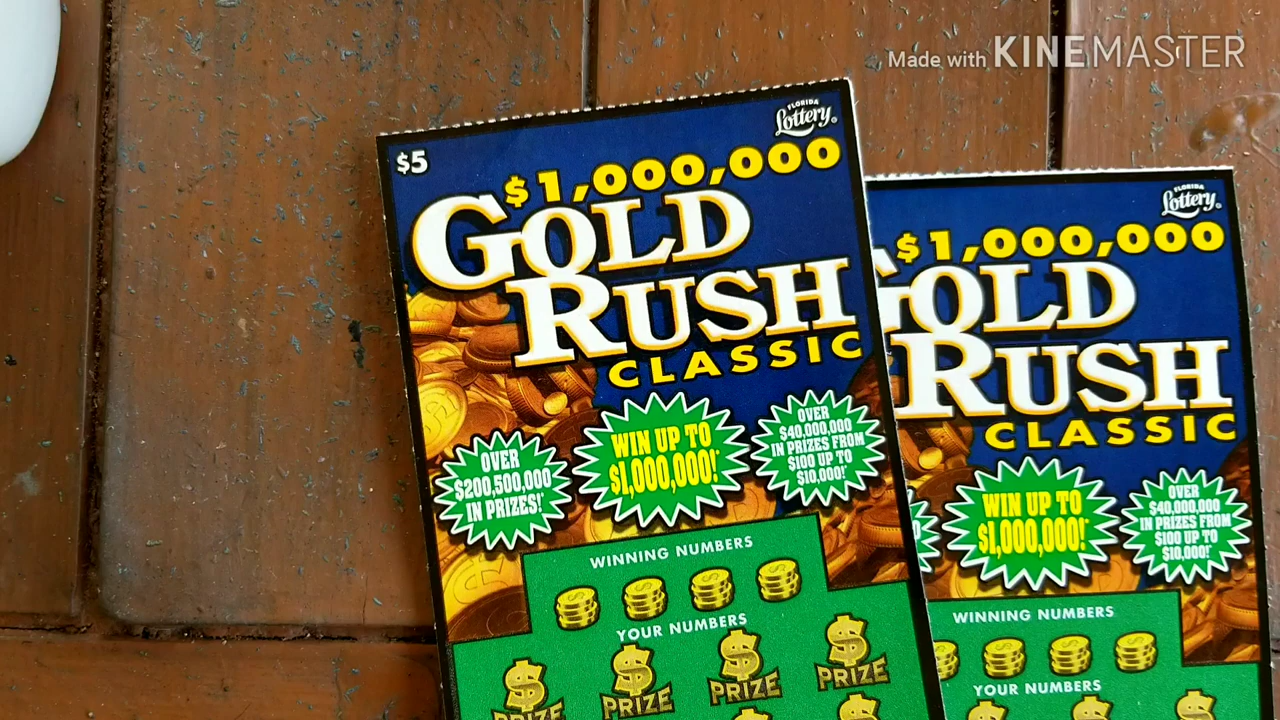 Made with KINEMASTER
FLORIDA
Lottery
$5
$1,000,000
GOLD
RUSH
CLASSIC
OVER
$200,500,000
IN PRIZES!*
WIN UP TO
$1,000,000!*
OVER
$40,000,000
IN PRIZES FROM
$100 UP TO
$10,000!*
WINNING NUMBERS
YOUR NUMBERS
PRIZE
PRIZE
PRIZE
PRIZE
FLORIDA
Lottery
$1,000,000
GOLD
RUSH
CLASSIC
WIN UP TO
$1,000,000!*
OVER
$40,000,000
IN PRIZES FROM
$100 UP TO
$10,000!*
WINNING NUMBERS
YOUR NUMBERS